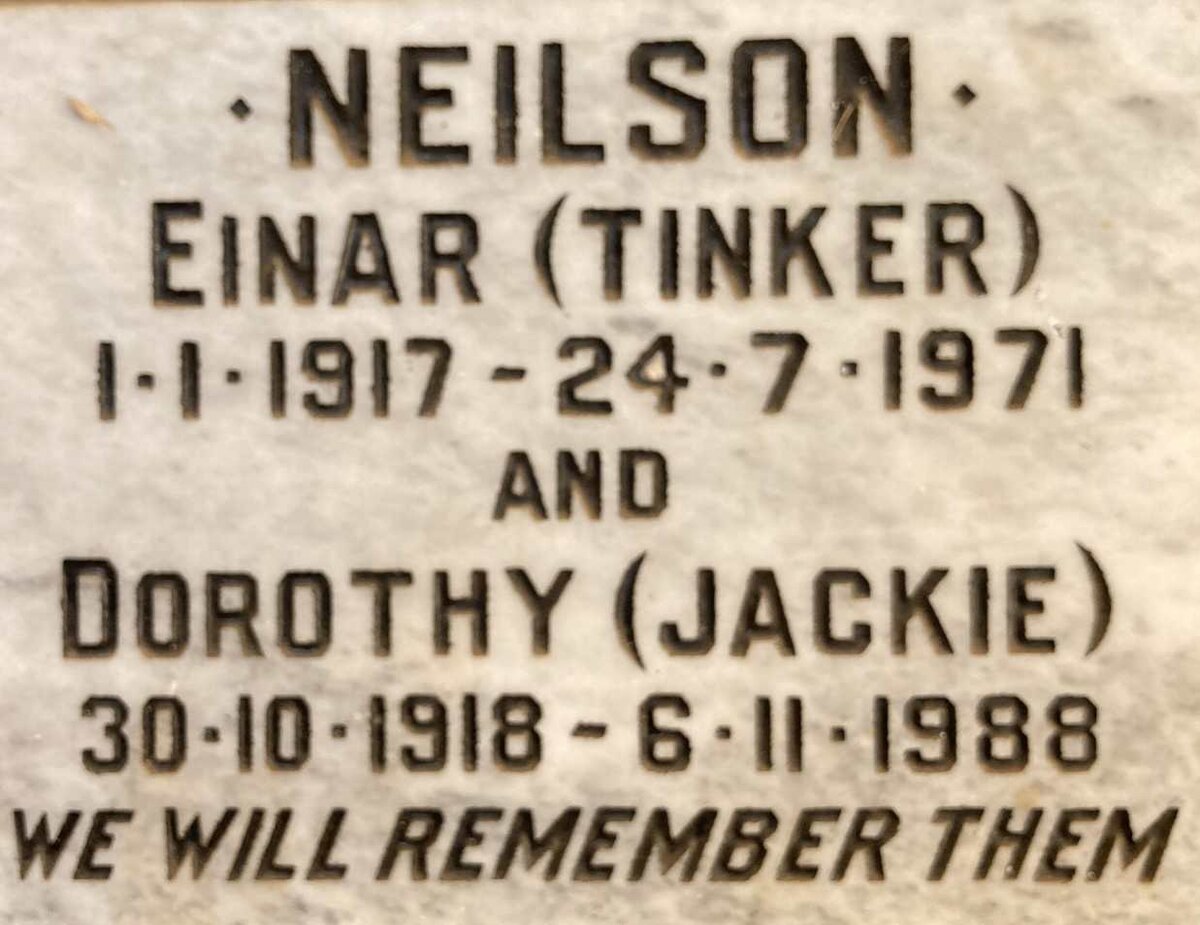 · NEILSON ·
EINAR (TINKER)
1·1·1917 - 24·7·1971
AND
DOROTHY (JACKIE)
30·10·1918 - 6·11·1988
WE WILL REMEMBER THEM